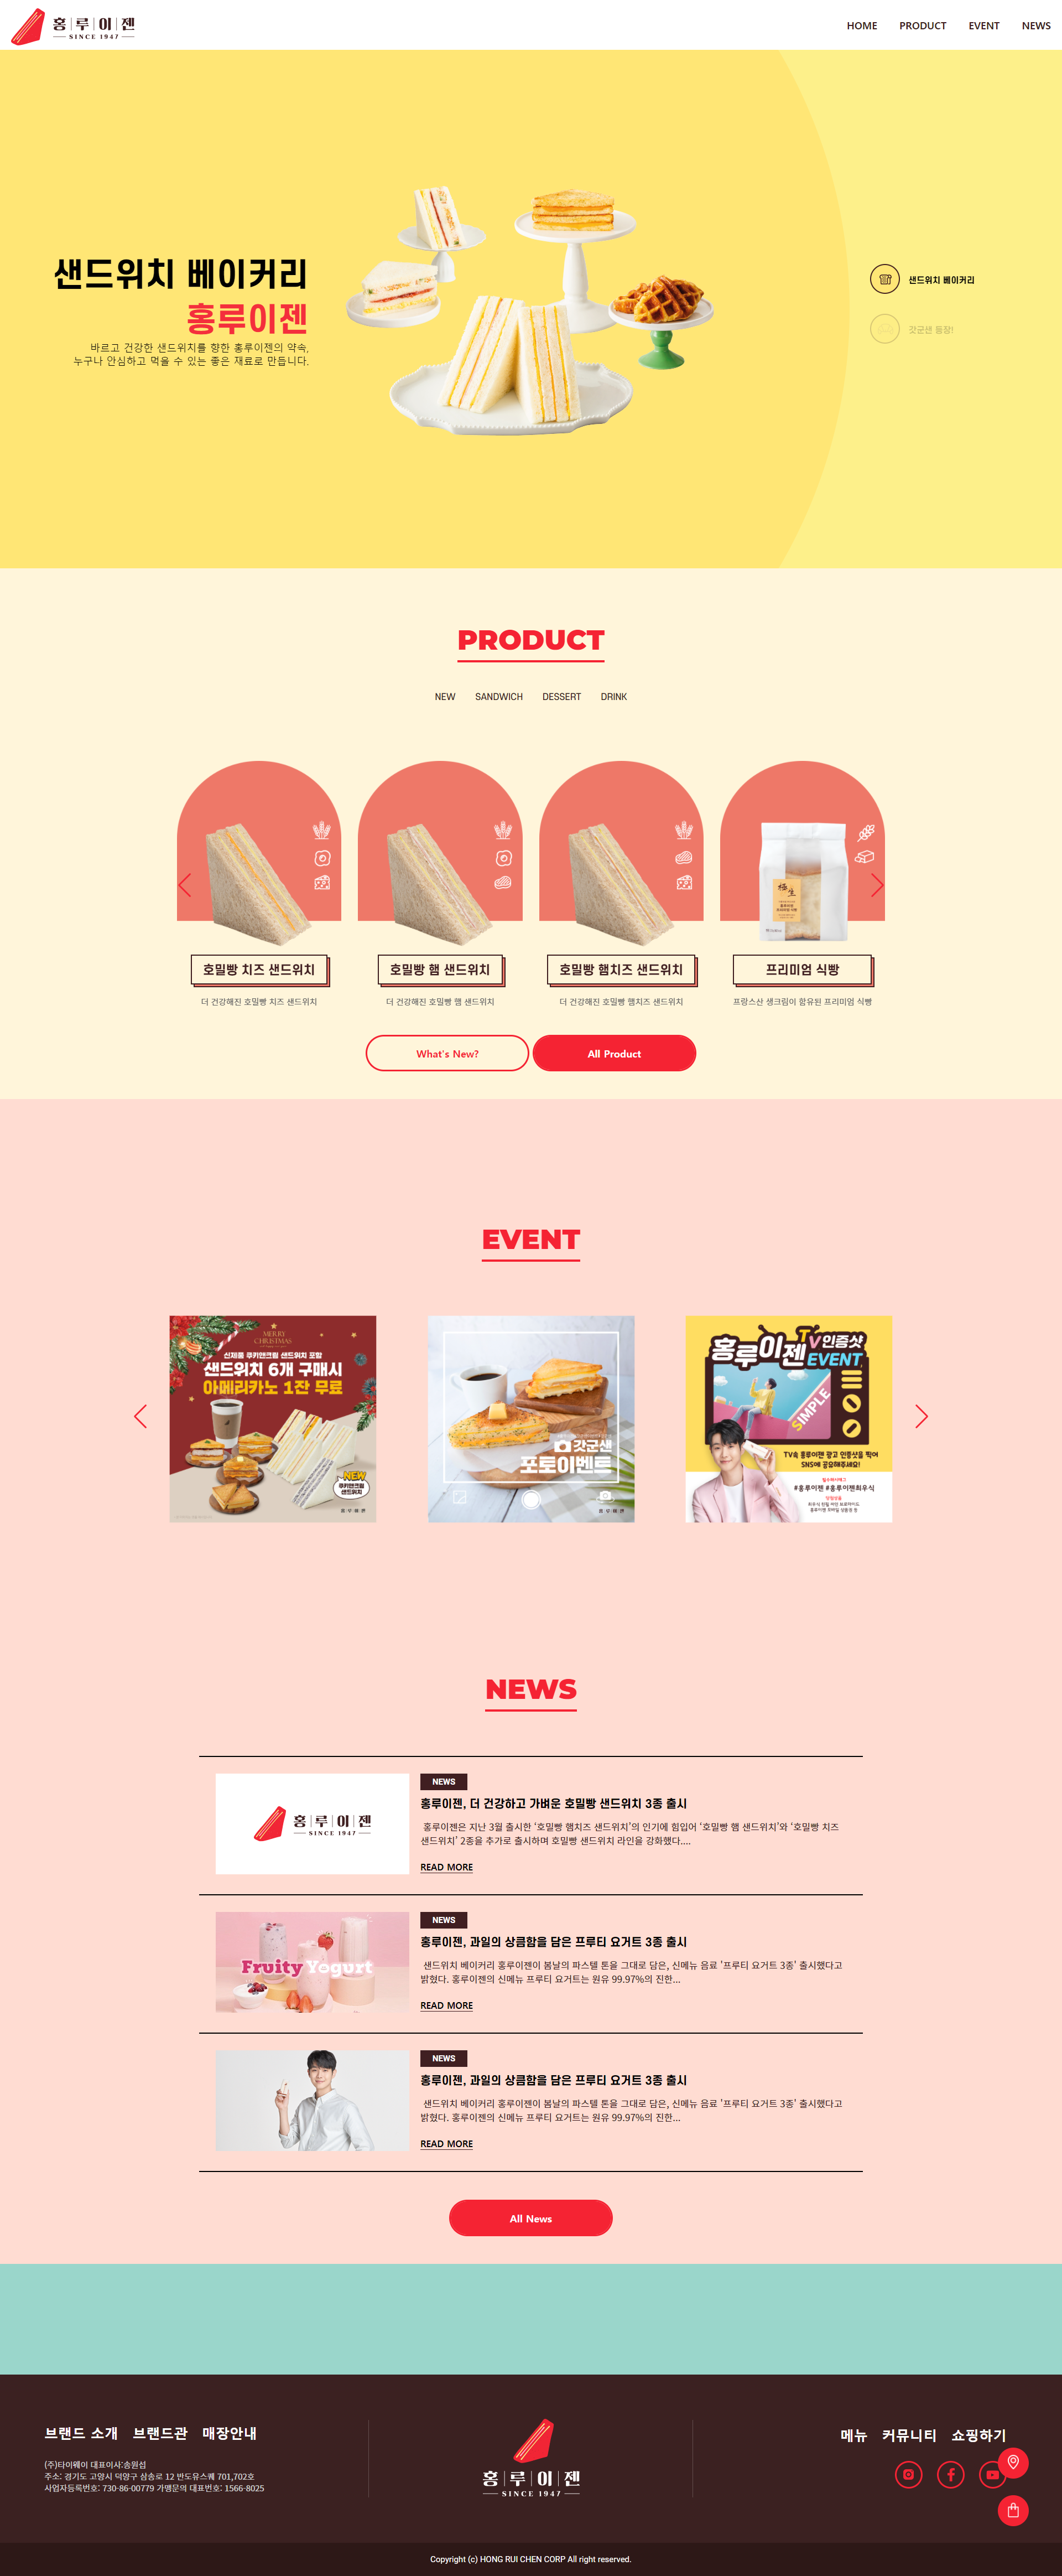 홍루이젠
SINCE 1947
HOME PRODUCT EVENT NEWS
샌드위치 베이커리
홍루이젠
바르고 건강한 샌드위치를 향한 홍루이젠의 약속,
누구나 안심하고 먹을 수 있는 좋은 재료로 만듭니다.
샌드위치 베이커리
갓군샌 등장!
PRODUCT
NEW SANDWICH DESSERT DRINK
호밀빵 치즈 샌드위치
더 건강해진 호밀빵 치즈 샌드위치
호밀빵 햄 샌드위치
더 건강해진 호밀빵 햄 샌드위치
호밀빵 햄치즈 샌드위치
더 건강해진 호밀빵 햄치즈 샌드위치
홍루이젠
프리미엄 식빵
프리미엄 식빵
프랑스산 생크림이 함유된 프리미엄 식빵
What's New?
All Product
EVENT
MERRY
CHRISTMAS
신제품 쿠키앤크림 샌드위치 포함
샌드위치 6개 구매시
아메리카노 1잔 무료
NEW
쿠키앤크림
샌드위치
홍루이젠
갓군샌
포토이벤트
홍루이젠
홍루이젠 TV인증샷
EVENT
SIMPLE
TV속 홍루이젠 광고 인증샷을 찍어
SNS에 공유해주세요!
필수해시태그
#홍루이젠 #홍루이젠최우식
NEWS
홍루이젠
SINCE 1947
NEWS
홍루이젠, 더 건강하고 가벼운 호밀빵 샌드위치 3종 출시
홍루이젠은 지난 3월 출시한 ‘호밀빵 햄치즈 샌드위치’의 인기에 힘입어 ‘호밀빵 햄 샌드위치’와 ‘호밀빵 치즈
샌드위치’ 2종을 추가로 출시하며 호밀빵 샌드위치 라인을 강화했다....
READ MORE
Fruity Yogurt
NEWS
홍루이젠, 과일의 상큼함을 담은 프루티 요거트 3종 출시
샌드위치 베이커리 홍루이젠이 봄날의 파스텔 톤을 그대로 담은, 신메뉴 음료 '프루티 요거트 3종' 출시했다고
밝혔다. 홍루이젠의 신메뉴 프루티 요거트는 원유 99.97%의 진한...
READ MORE
NEWS
홍루이젠, 과일의 상큼함을 담은 프루티 요거트 3종 출시
샌드위치 베이커리 홍루이젠이 봄날의 파스텔 톤을 그대로 담은, 신메뉴 음료 '프루티 요거트 3종' 출시했다고
밝혔다. 홍루이젠의 신메뉴 프루티 요거트는 원유 99.97%의 진한...
READ MORE
All News
브랜드 소개 브랜드관 매장안내
(주)타이웨이 대표이사:송원섭
주소: 경기도 고양시 덕양구 삼송로 12 반도유스퀘 701,702호
사업자등록번호: 730-86-00779 가맹문의 대표번호: 1566-8025
홍루이젠
SINCE 1947
메뉴 커뮤니티 쇼핑하기
Copyright (c) HONG RUI CHEN CORP All right reserved.